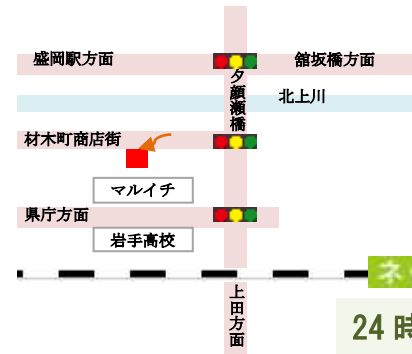 盛岡駅方面
舘坂橋方面
夕顔瀬橋
北上川
材木町商店街
マルイチ
県庁方面
岩手高校
ネ
上田方面
24 時